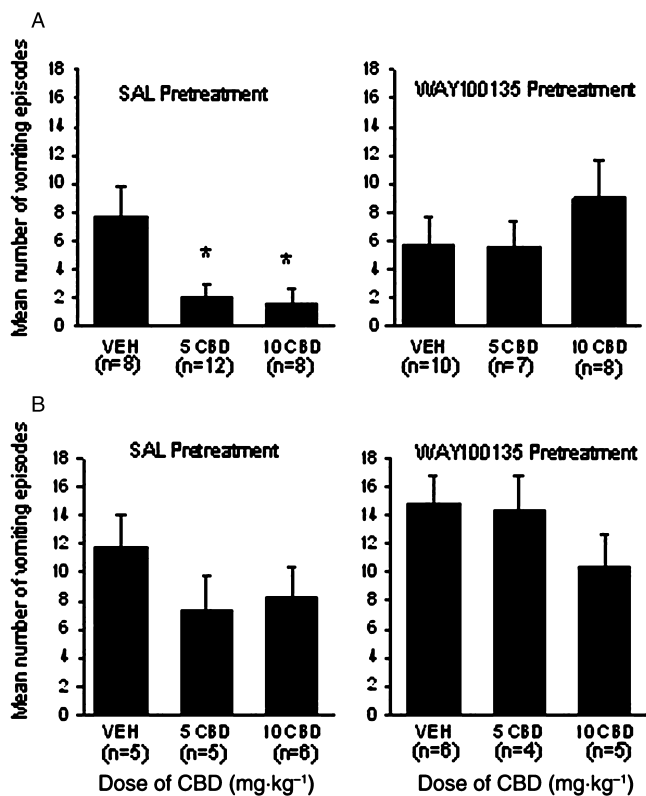 A
SAL Pretreatment
WAY100135 Pretreatment
Mean number of vomiting episodes
18
16
14
12
10
8
6
4
2
0
18
16
14
12
10
8
6
4
2
0
*
*
VEH
(n=8)
5 CBD
(n=12)
10 CBD
(n=8)
VEH
(n=10)
5 CBD
(n=7)
10 CBD
(n=8)
B
SAL Pretreatment
WAY100135 Pretreatment
Mean number of vomiting episodes
18
16
14
12
10
8
6
4
2
0
18
16
14
12
10
8
6
4
2
0
VEH
(n=5)
5 CBD
(n=5)
10 CBD
(n=6)
VEH
(n=6)
5 CBD
(n=4)
10 CBD
(n=5)
Dose of CBD (mg·kg⁻¹)
Dose of CBD (mg·kg⁻¹)